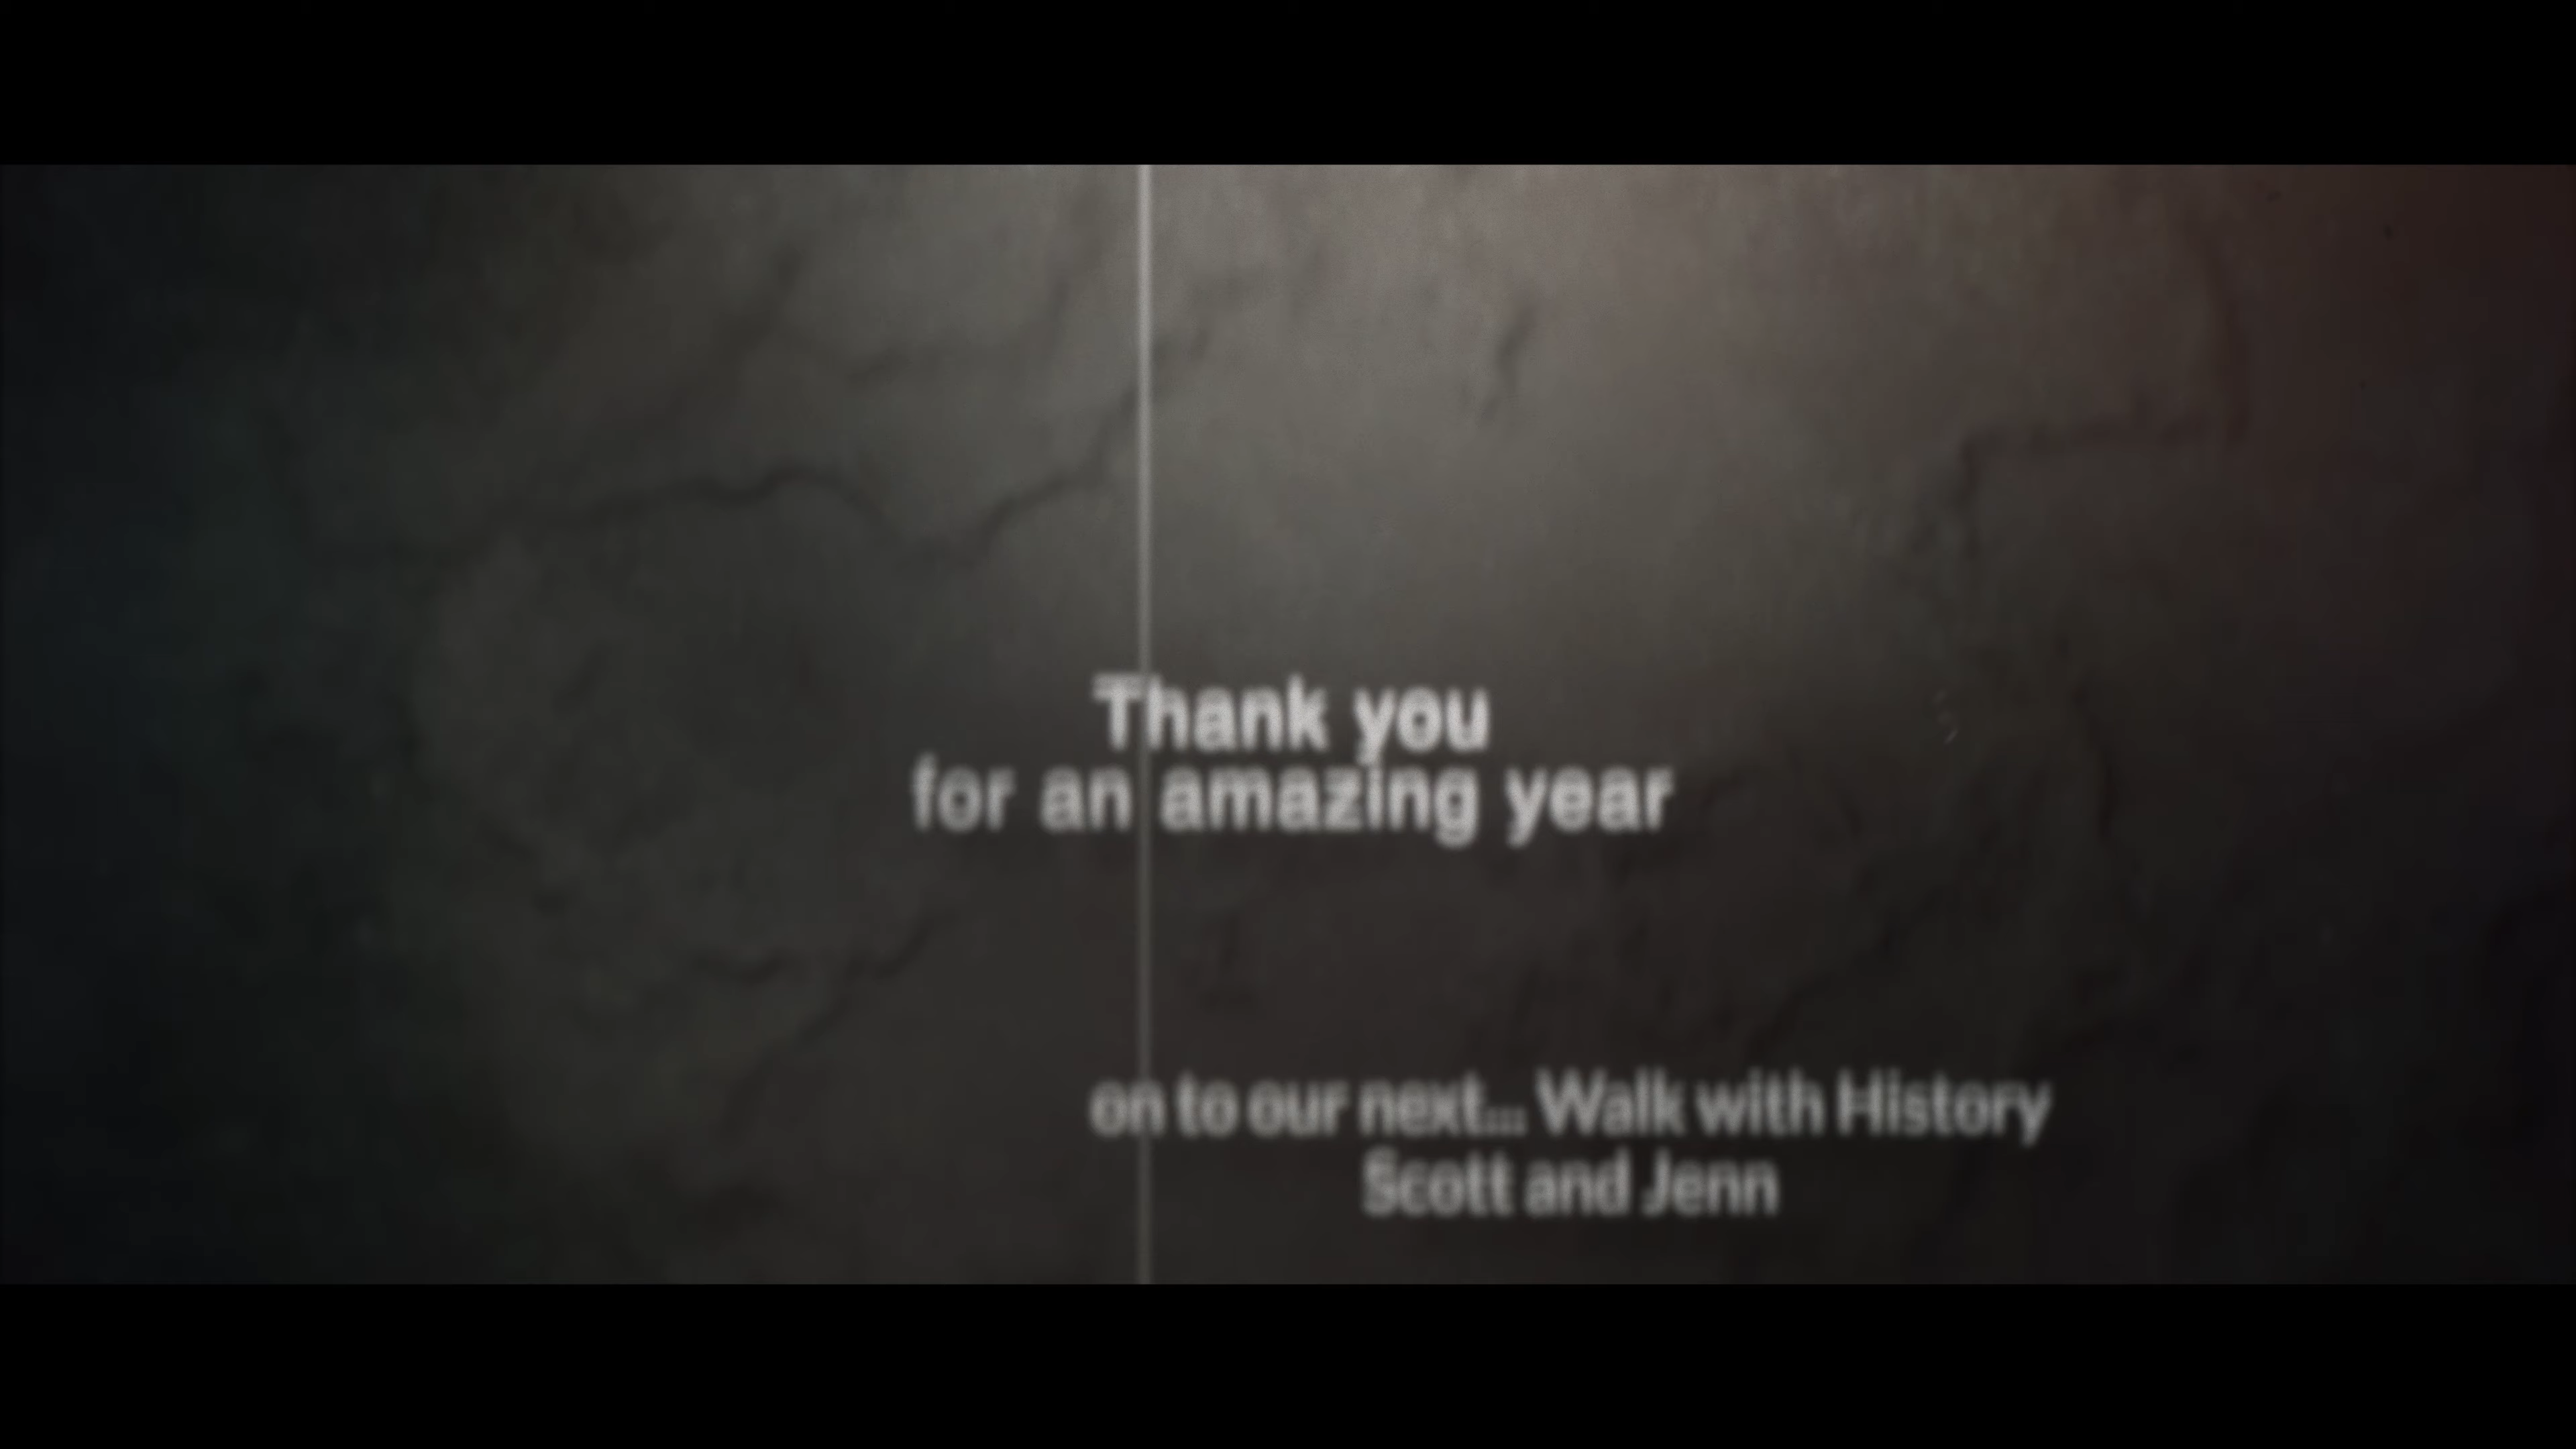 Thank you
for an amazing year
on to our next... Walk with History
Scott and Jenn